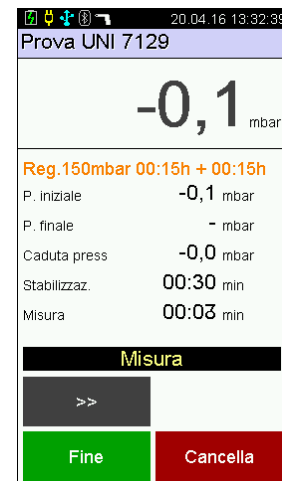 20.04.16 13:32:39
Prova UNI 7129
-0,1 mbar
Reg.150mbar 00:15h + 00:15h
P. iniziale -0,1 mbar
P. finale - mbar
Caduta press -0,0 mbar
Stabilizzaz. 00:30 min
Misura 00:03 min
Misura
>>
Fine Cancella